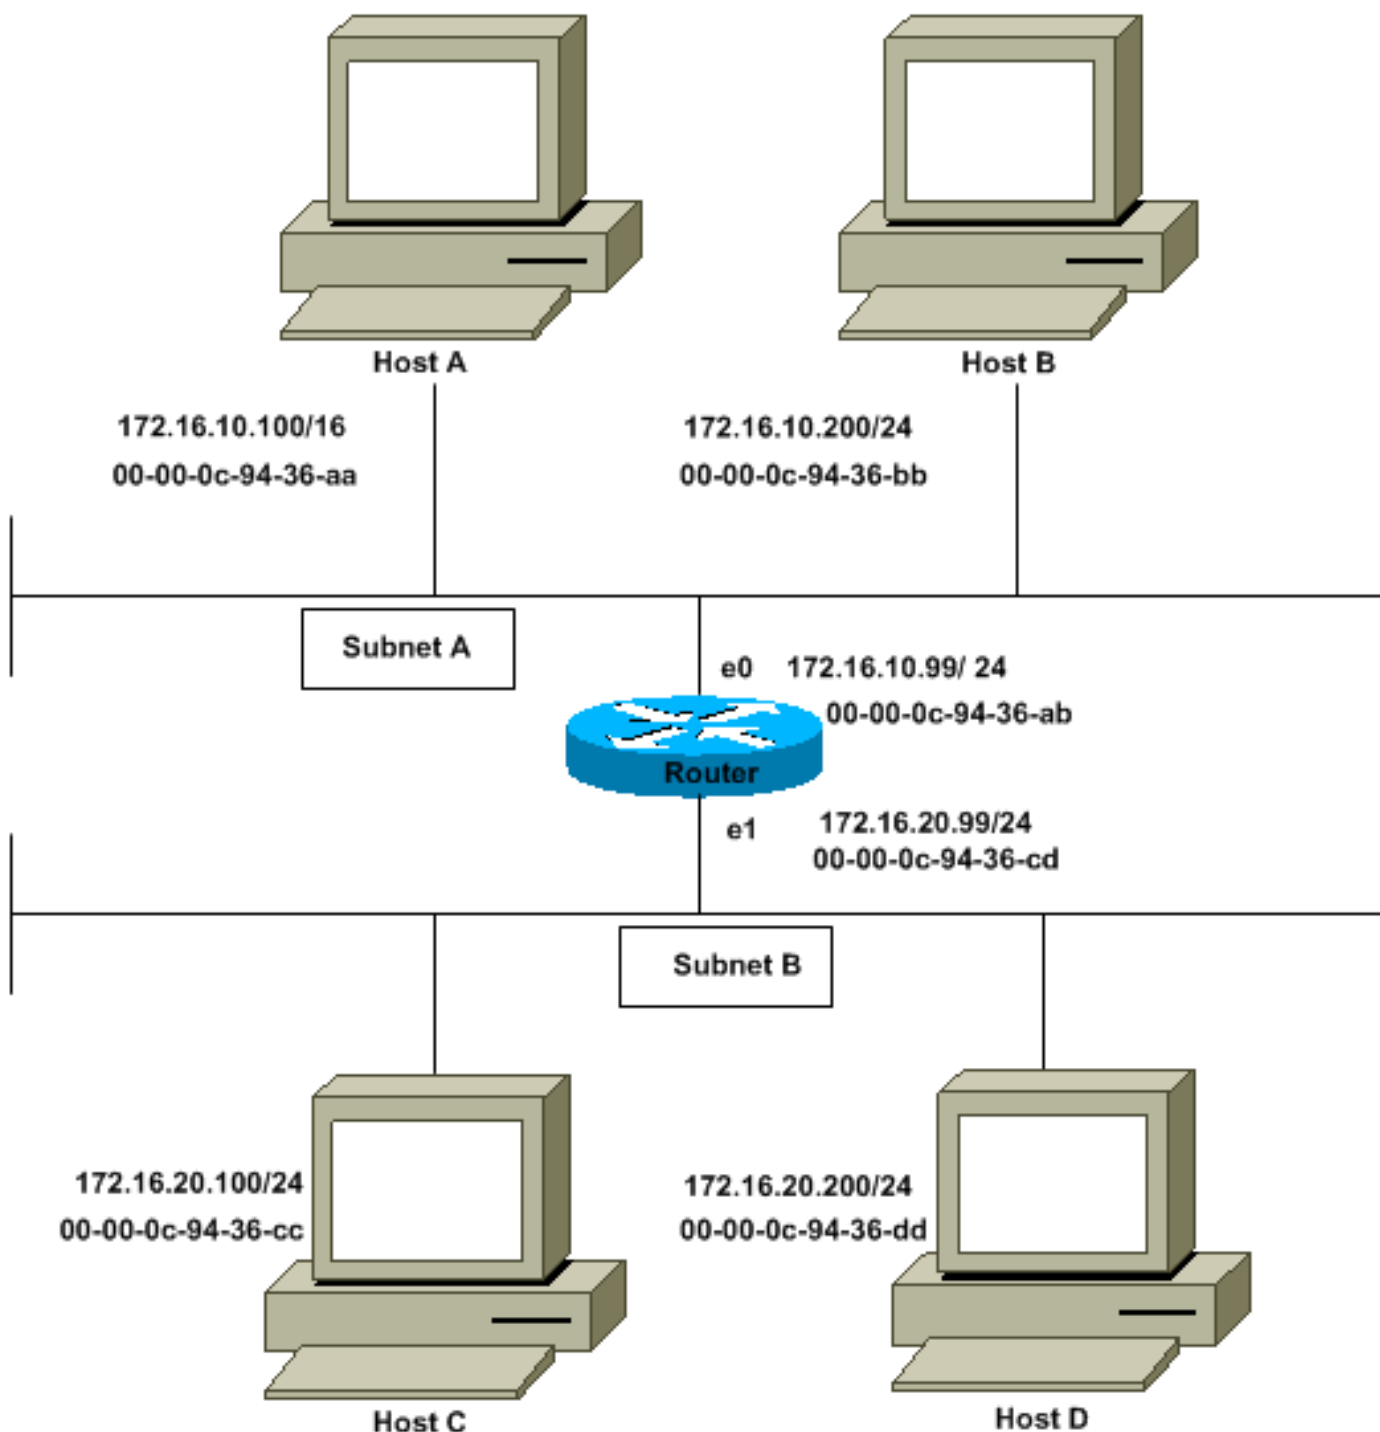 Host A
Host B
172.16.10.100/16
00-00-0c-94-36-aa
172.16.10.200/24
00-00-0c-94-36-bb
Subnet A
e0 172.16.10.99/ 24
00-00-0c-94-36-ab
Router
e1 172.16.20.99/24
00-00-0c-94-36-cd
Subnet B
172.16.20.100/24
00-00-0c-94-36-cc
172.16.20.200/24
00-00-0c-94-36-dd
Host C
Host D